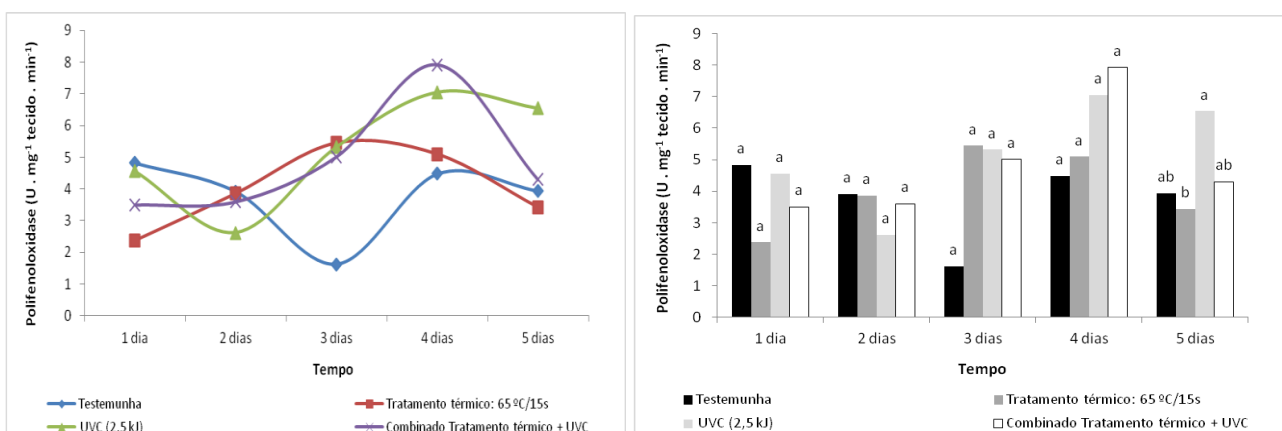 Polifenoloxidase (U . mg⁻¹ tecido . min⁻¹)
9
8
7
6
5
4
3
2
1
0
1 dia 2 dias 3 dias 4 dias 5 dias
Tempo
Testemunha Tratamento térmico: 65 ºC/15s
UVC (2,5 kJ) Combinado Tratamento térmico + UVC
Polifenoloxidase (U . mg⁻¹ tecido . min⁻¹)
9
8
7
6
5
4
3
2
1
0
a a a a
a a a a
a a a a
a a a a
ab b a ab
1 dia 2 dias 3 dias 4 dias 5 dias
Tempo
Testemunha Tratamento térmico: 65 ºC/15s
UVC (2,5 kJ) Combinado Tratamento térmico + UVC